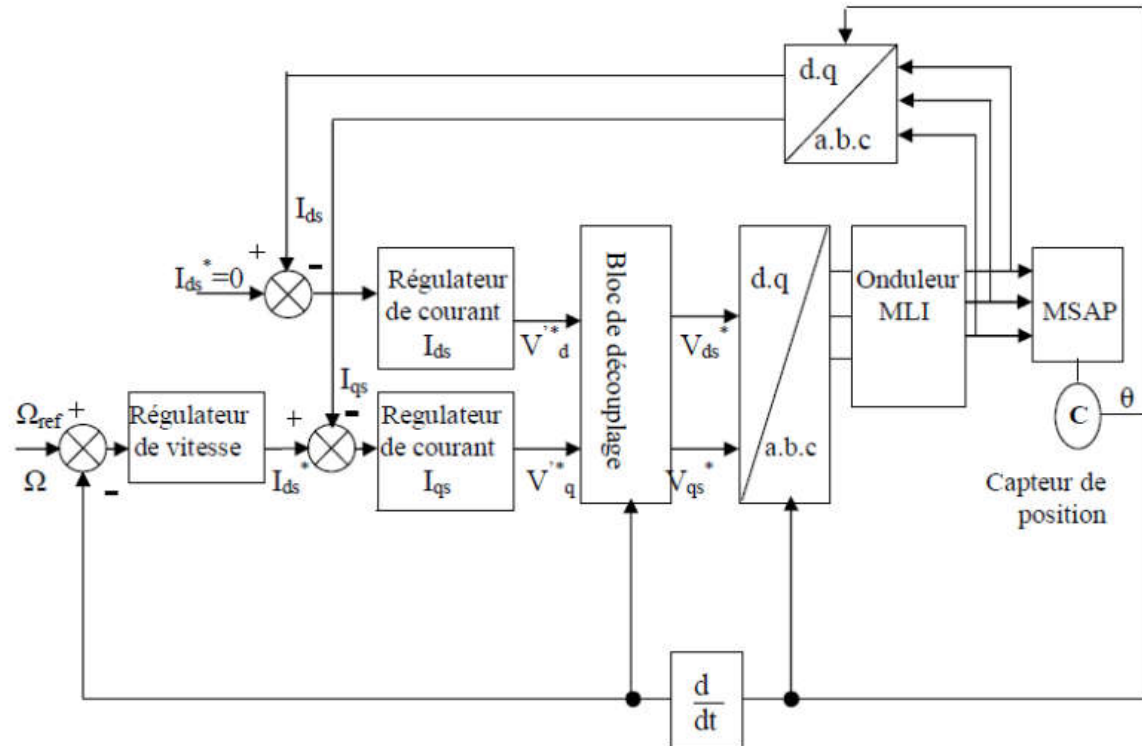 d.q
a.b.c
I_ds
+
-
I_ds*=0
Régulateur
de courant
I_ds
V'*_d
Bloc de découplage
V_ds*
d.q
a.b.c
Onduleur
MLI
MSAP
I_qs
Ω_ref +
Ω
-
Régulateur
de vitesse
+
-
I_ds*
Regulateur
de courant
I_qs
V'*_q
V_qs*
C
θ
Capteur de
position
d
dt